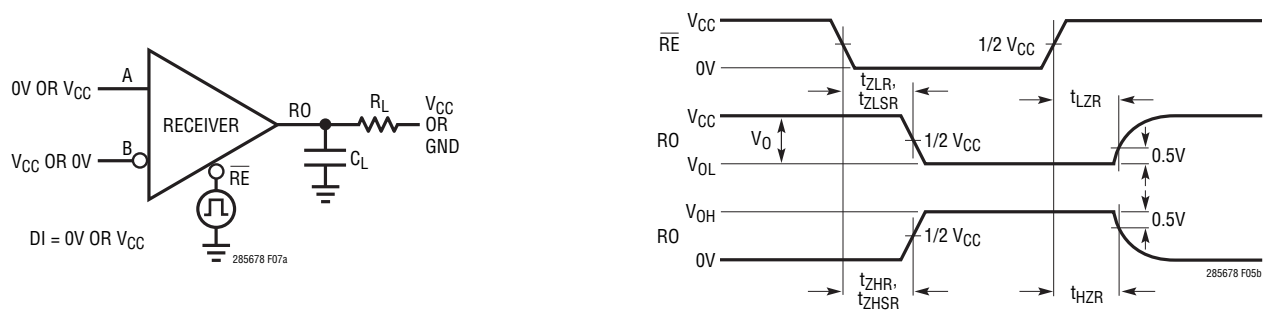 0V OR VCC
A
RECEIVER
VCC OR 0V
B
RO
RL
VCC
OR
GND
CL
RE
DI = 0V OR VCC
285678 F07a
VCC
RE
0V
1/2 VCC
tZLR,
tZLSR
tLZR
VCC
RO
VO
VOL
1/2 VCC
0.5V
VOH
RO
0V
1/2 VCC
0.5V
tZHR,
tZHSR
tHZR
285678 F05b